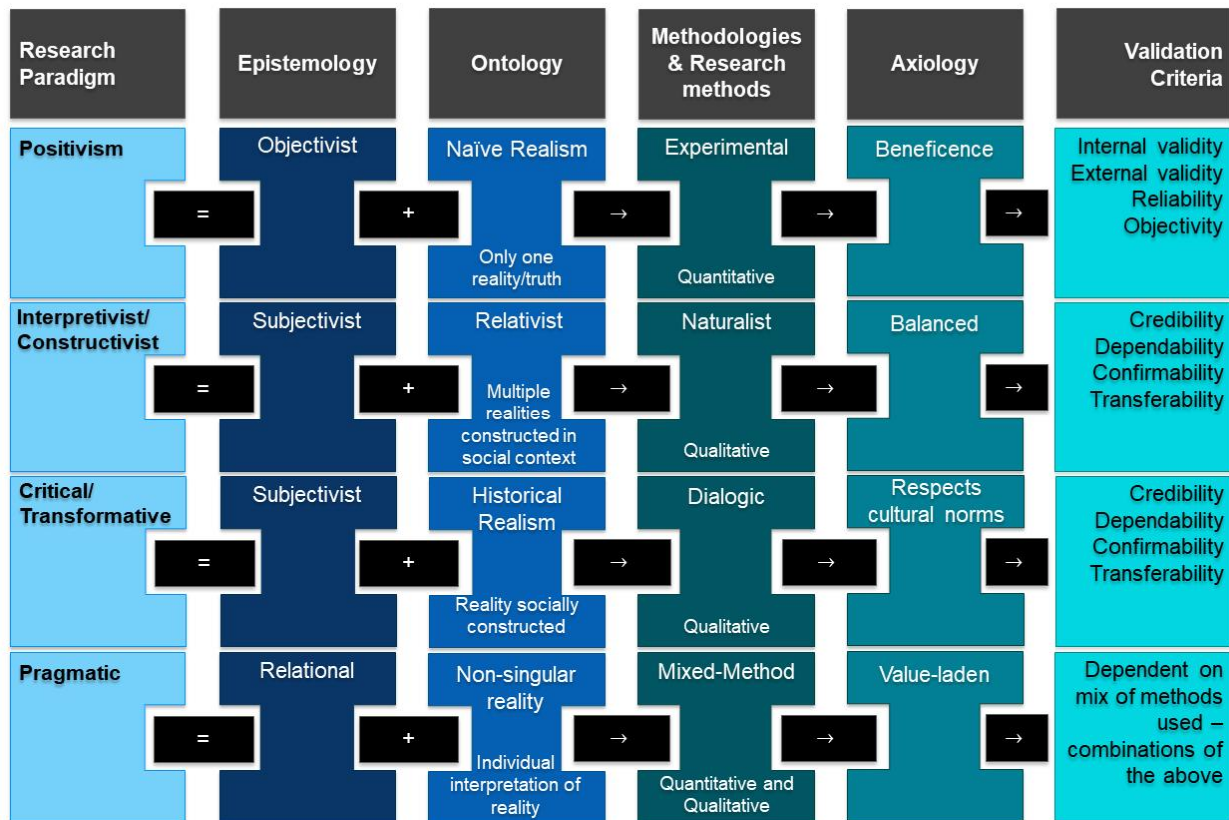 Research
Paradigm
Epistemology
Ontology
Methodologies
& Research
methods
Axiology
Validation
Criteria
Positivism
=
Objectivist
+
Naïve Realism
Only one
reality/truth
→
Experimental
Quantitative
→
Beneficence
→
Internal validity
External validity
Reliability
Objectivity
Interpretivist/
Constructivist
=
Subjectivist
+
Relativist
Multiple
realities
constructed in
social context
→
Naturalist
Qualitative
→
Balanced
→
Credibility
Dependability
Confirmability
Transferability
Critical/
Transformative
=
Subjectivist
+
Historical
Realism
Reality socially
constructed
→
Dialogic
Qualitative
→
Respects
cultural norms
→
Credibility
Dependability
Confirmability
Transferability
Pragmatic
=
Relational
+
Non-singular
reality
Individual
interpretation of
reality
→
Mixed-Method
Quantitative and
Qualitative
→
Value-laden
→
Dependent on
mix of methods
used –
combinations of
the above